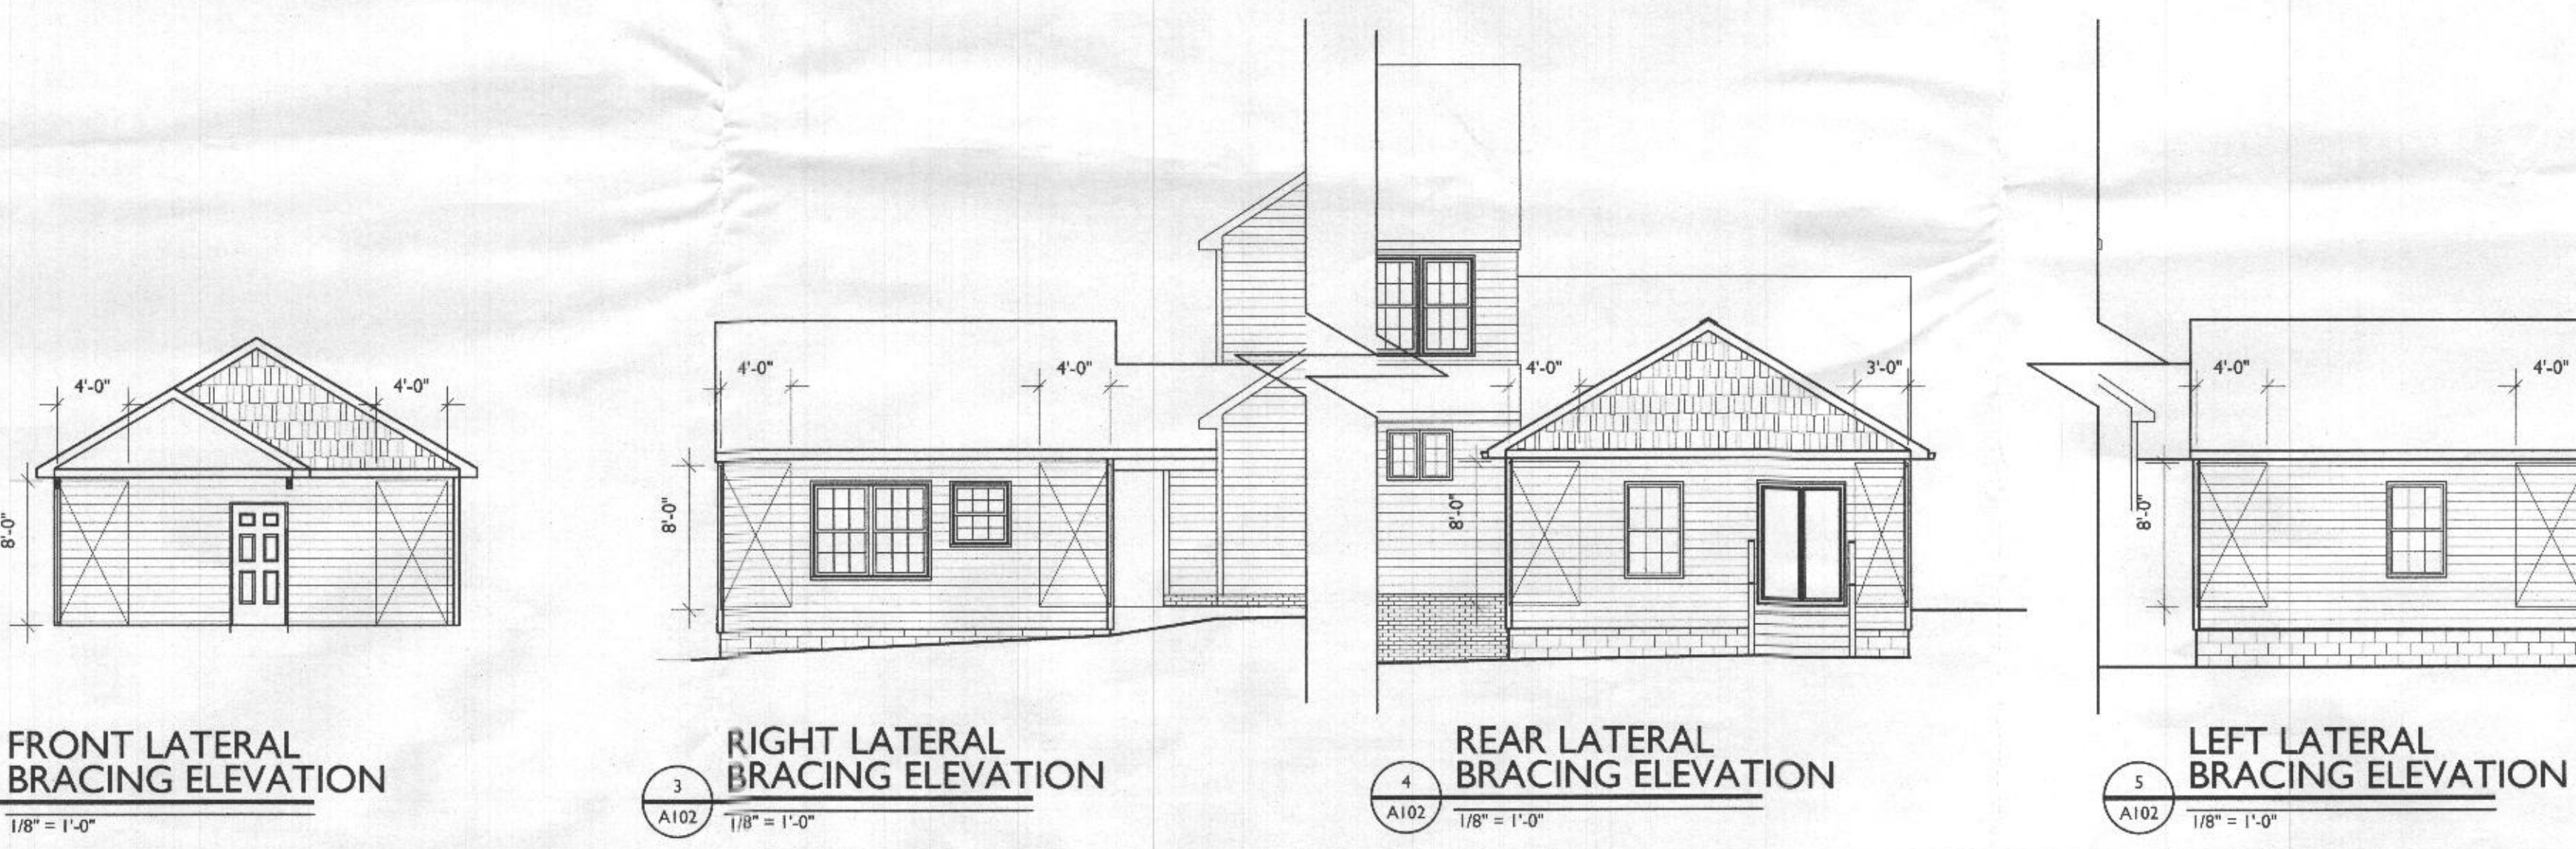 4'-0"
4'-0"
8'-0"
FRONT LATERAL
BRACING ELEVATION
1/8" = 1'-0"
4'-0"
4'-0"
8'-0"
3
A102
RIGHT LATERAL
BRACING ELEVATION
1/8" = 1'-0"
4'-0"
3'-0"
8'-0"
4
A102
REAR LATERAL
BRACING ELEVATION
1/8" = 1'-0"
4'-0"
4'-0"
8'-0"
5
A102
LEFT LATERAL
BRACING ELEVATION
1/8" = 1'-0"